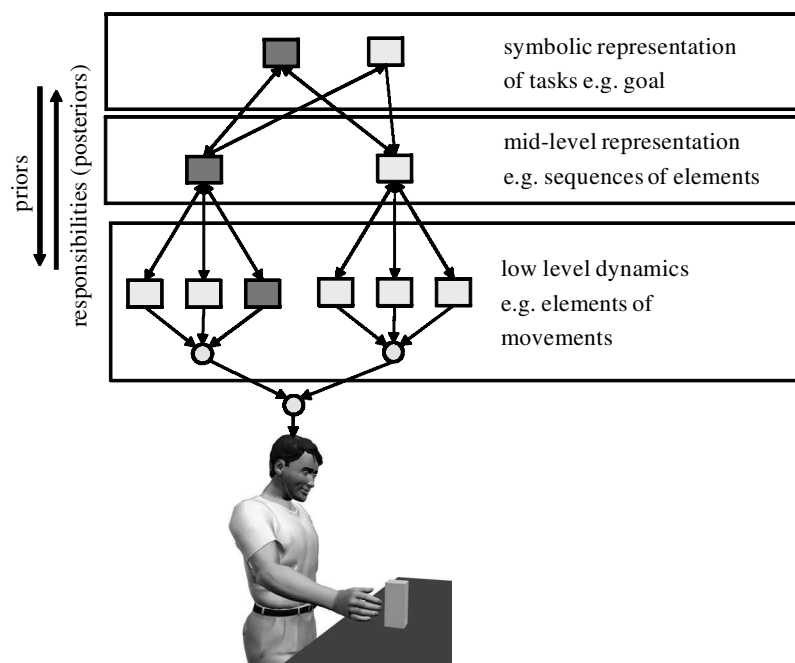 symbolic representation
of tasks e.g. goal
mid-level representation
e.g. sequences of elements
low level dynamics
e.g. elements of
movements
priors
responsibilities (posteriors)